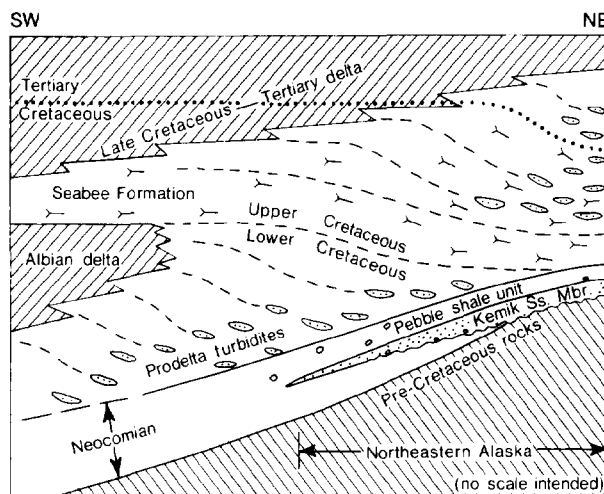 SW
NE
Tertiary
Cretaceous
Tertiary delta
Late Cretaceous
Seabee Formation
Upper
Cretaceous
Lower
Cretaceous
Albian delta
Pebble shale unit
Kemik Ss. Mbr
Prodelta turbidites
Pre-Cretaceous rocks
Neocomian
Northeastern Alaska
(no scale intended)